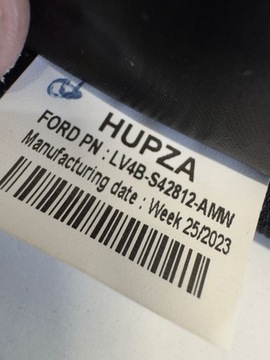 HUPZA
FORD PN : LV4B-S42812-AMW
Manufacturing date : Week 25/2023